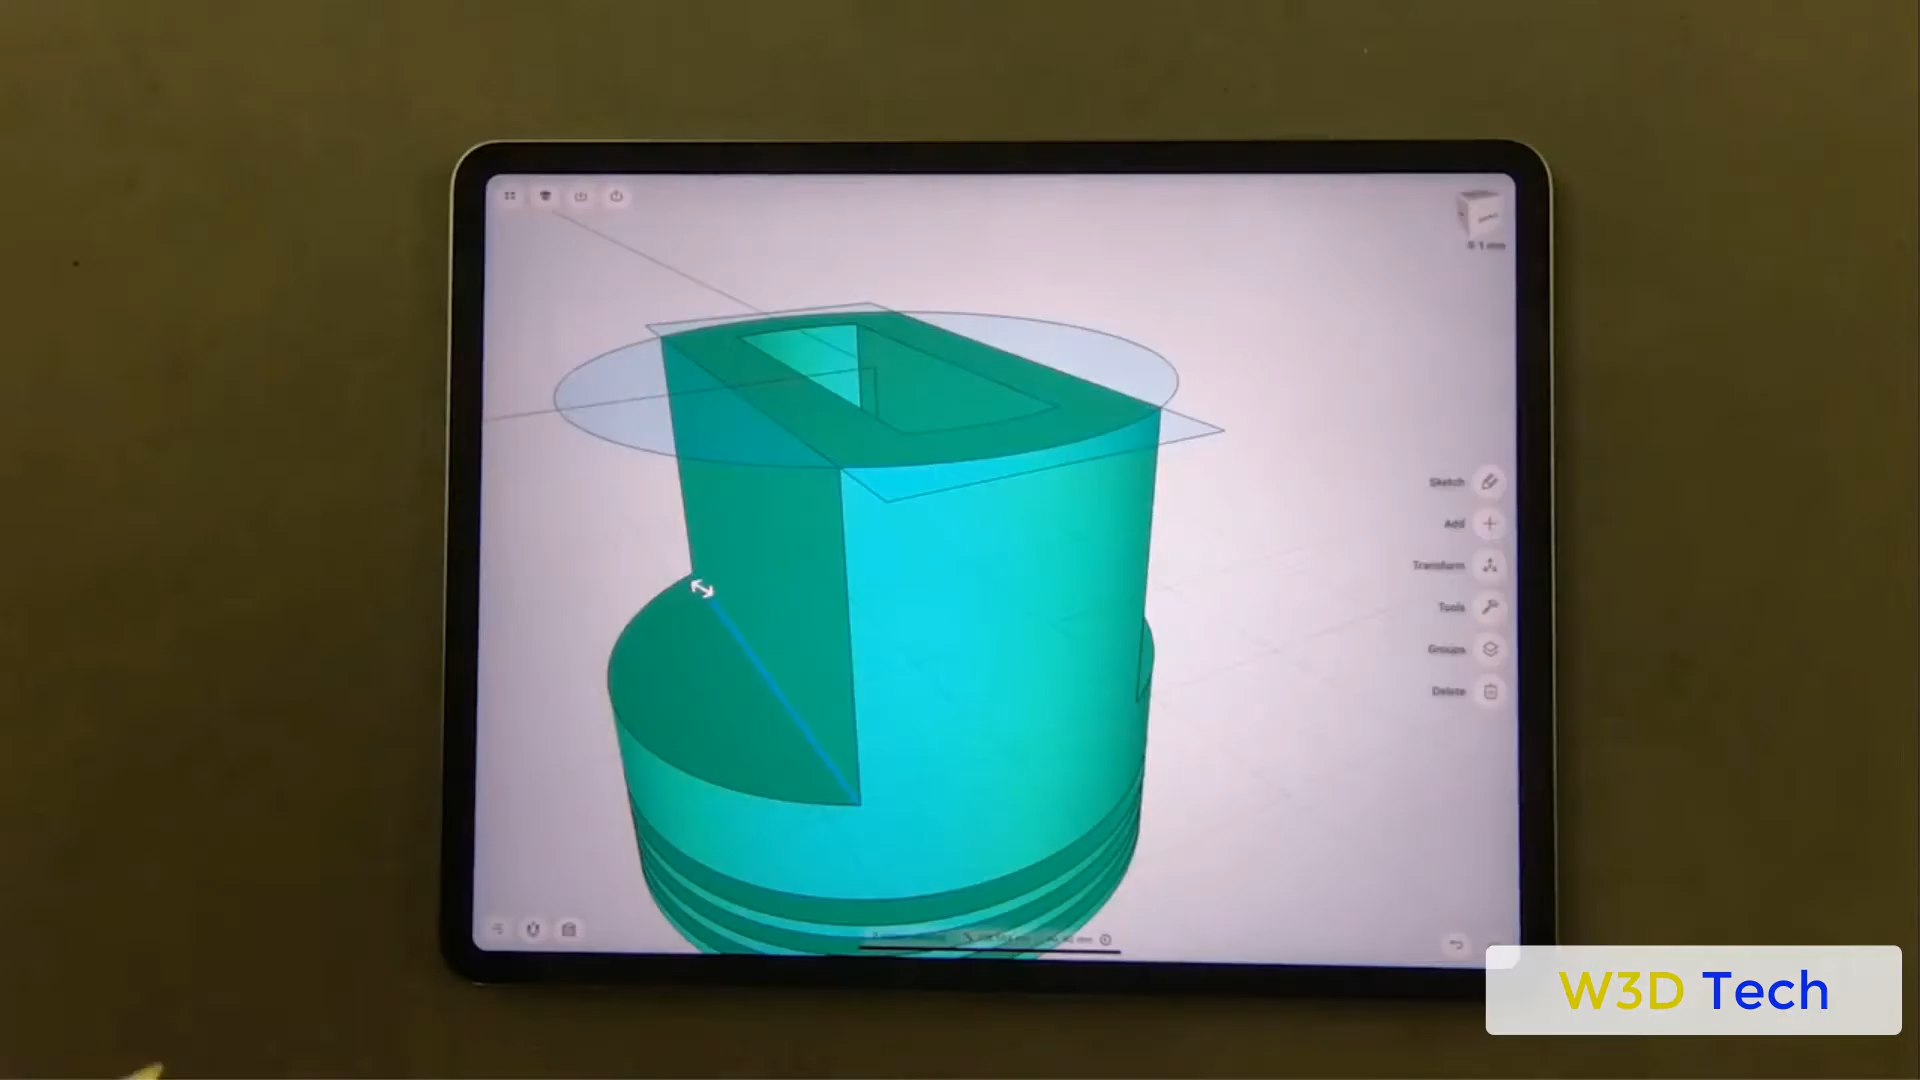 Sketch
Add
Transform
Tools
Groups
Delete
W3D Tech